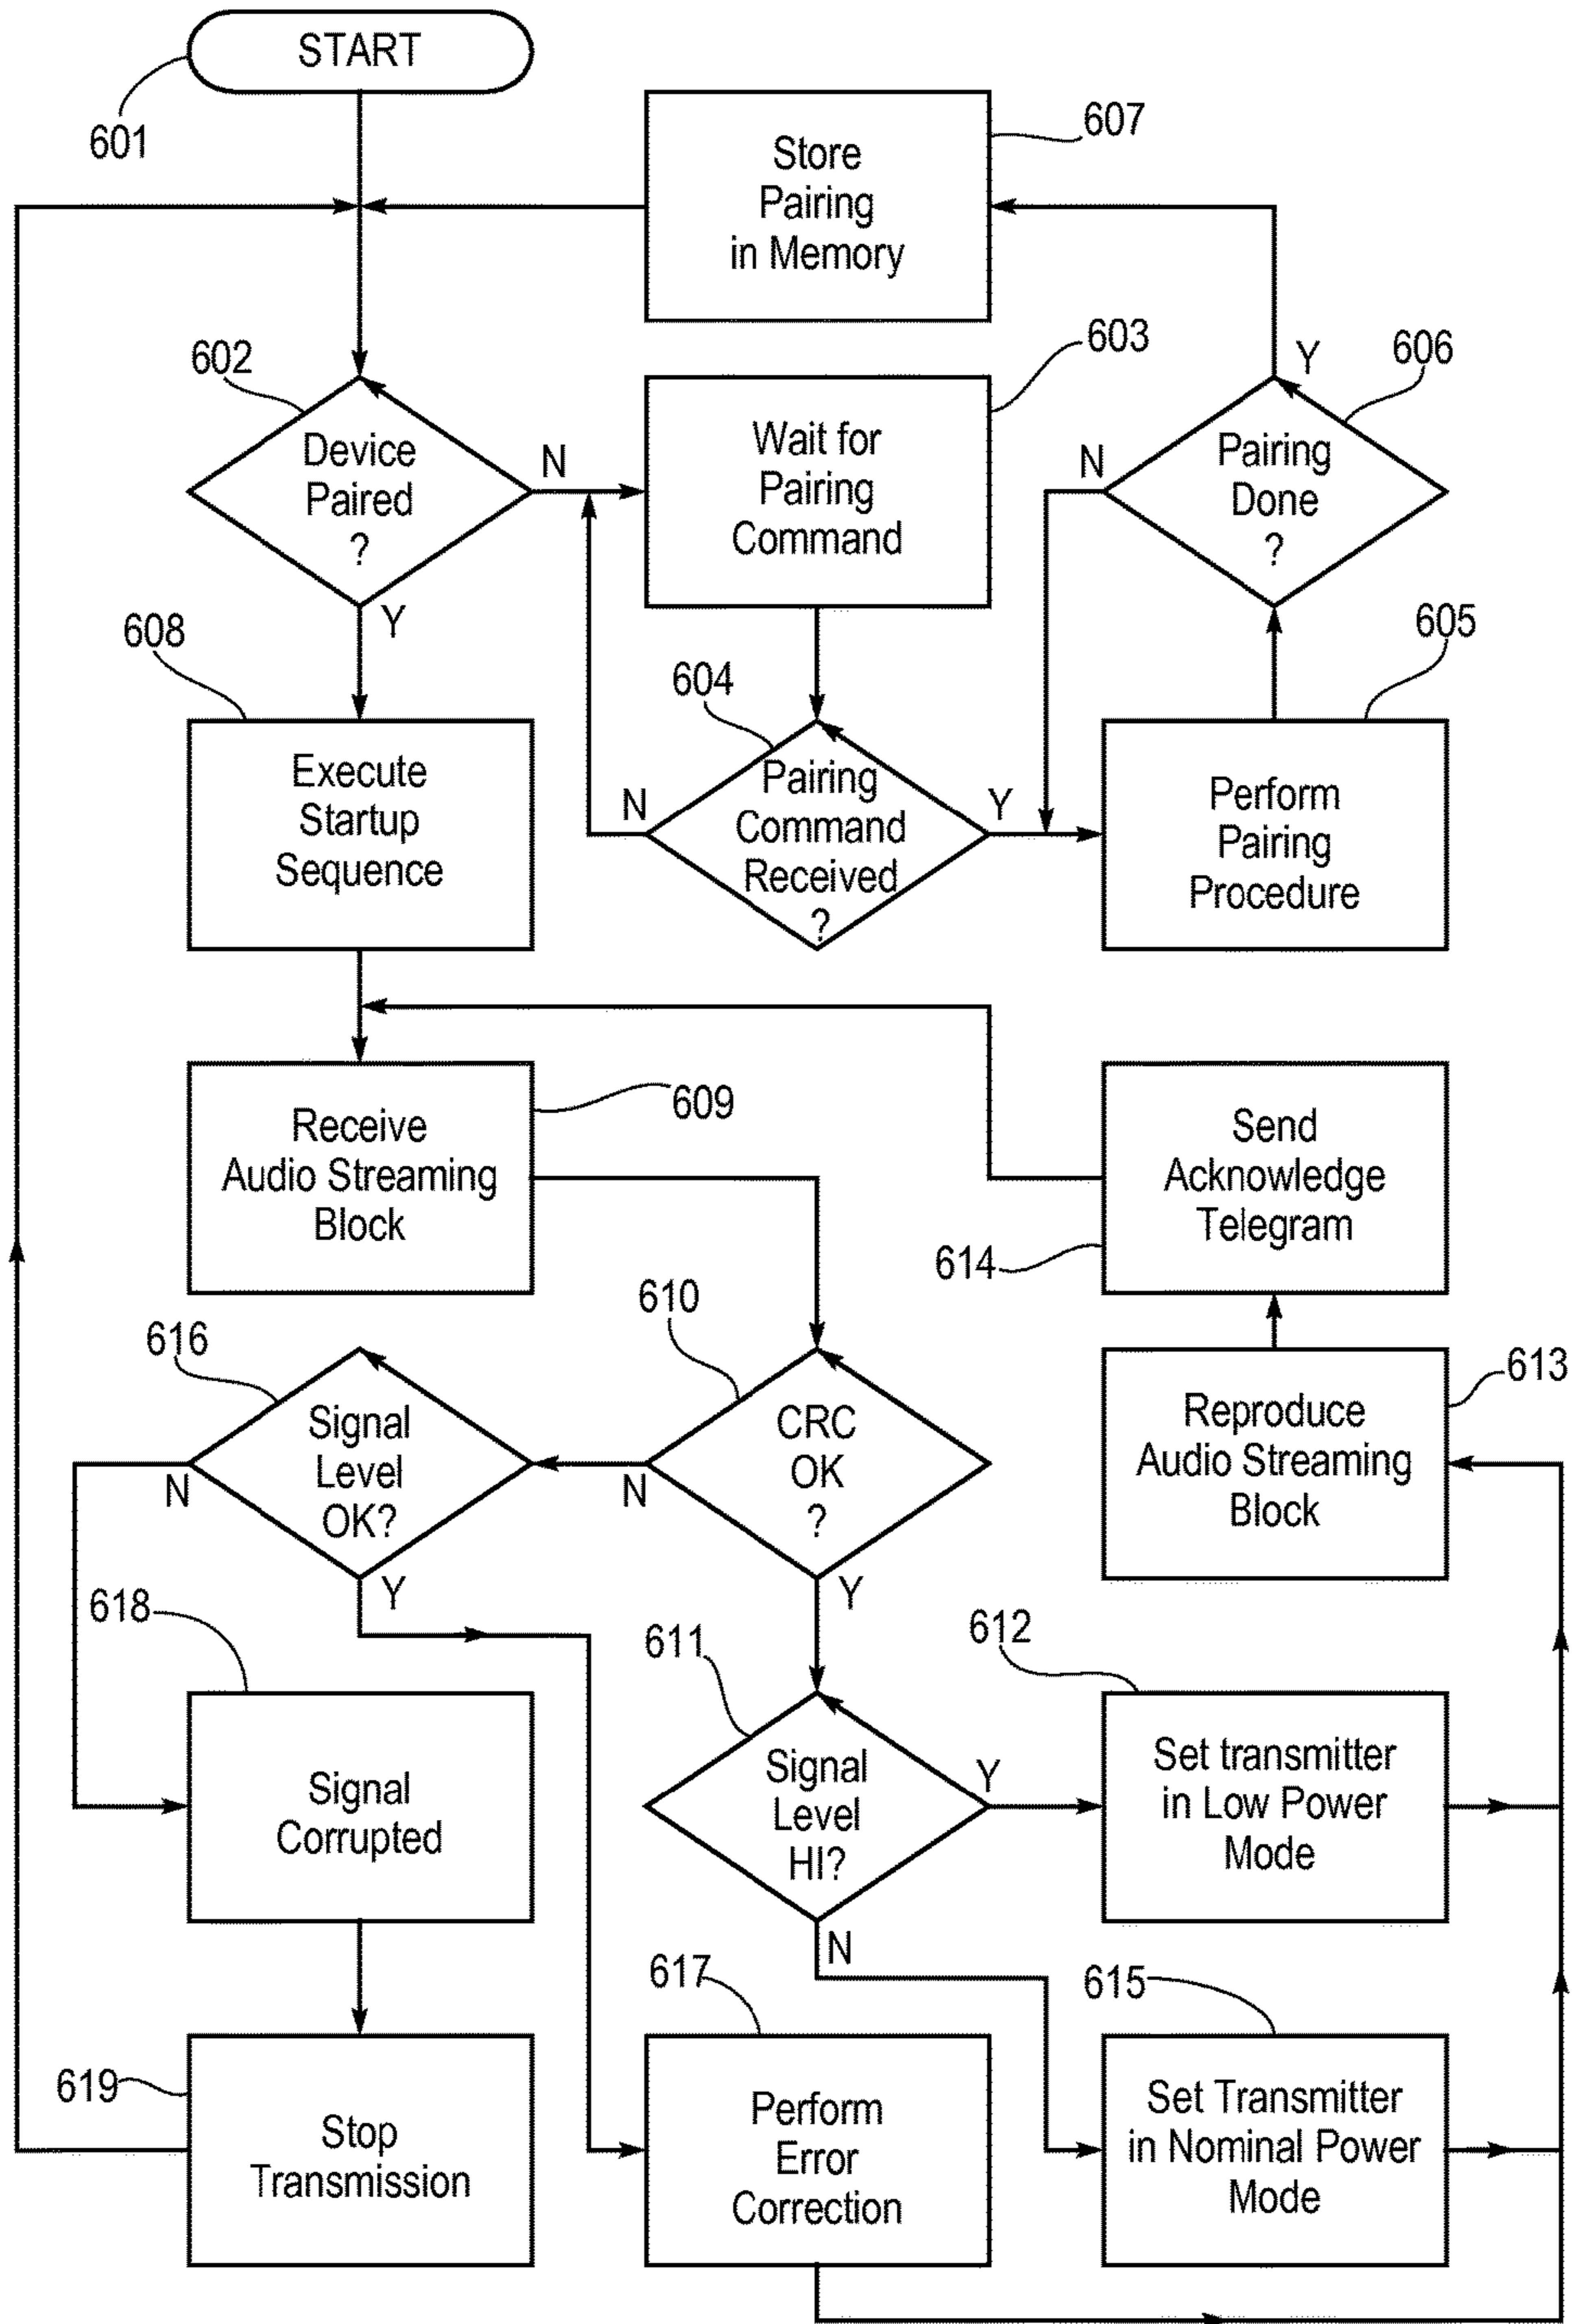 START
601
607
Store
Pairing
in Memory
602
603
606
Y
Device
Paired
?
N
Wait for
Pairing
Command
N
Pairing
Done
?
Y
608
604
605
Execute
Startup
Sequence
N
Pairing
Command
Received
?
Y
Perform
Pairing
Procedure
609
Receive
Audio Streaming
Block
Send
Acknowledge
Telegram
614
610
616
613
Signal
Level
OK?
N
Y
CRC
OK
?
N
Y
Reproduce
Audio Streaming
Block
618
611
612
Signal
Corrupted
Signal
Level
HI?
Y
N
Set transmitter
in Low Power
Mode
617
615
619
Stop
Transmission
Perform
Error
Correction
Set Transmitter
in Nominal Power
Mode